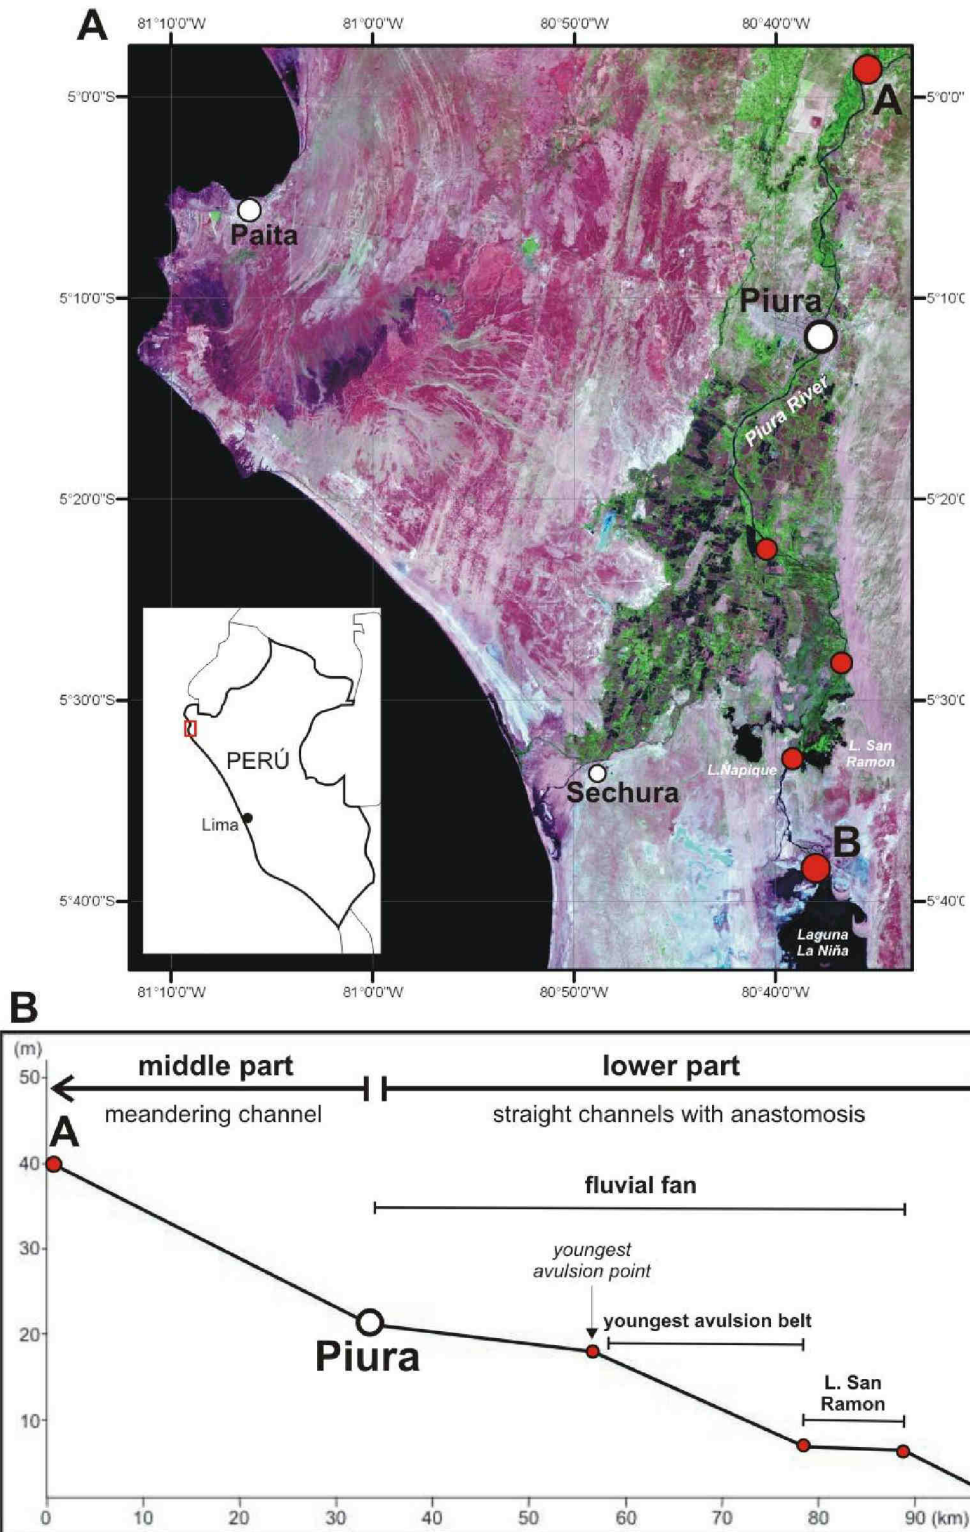 A
81°10'0"W 81°0'0"W 80°50'0"W 80°40'0"W
A
5°0'0"S 5°0'0"
Paita
5°10'0"S 5°10'0
Piura
Piura River
5°20'0"S 5°20'0
5°30'0"S 5°30'0
PERÚ
Lima
L. San
Ramon
L.Ñapique
Sechura
B
5°40'0"S 5°40'0
Laguna
La Niña
81°10'0"W 81°0'0"W 80°50'0"W 80°40'0"W
B
(m)
50
middle part lower part
meandering channel straight channels with anastomosis
A
40
fluvial fan
30
youngest
avulsion point
youngest avulsion belt
20
Piura
L. San
Ramon
10
0 10 20 30 40 50 60 70 80 90 (km)